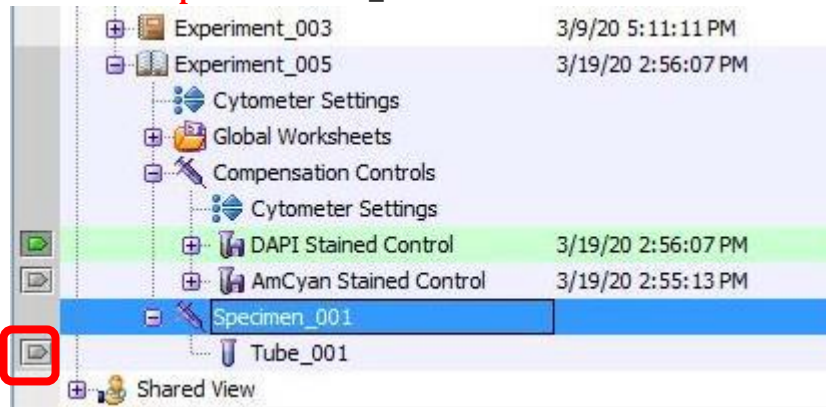 Experiment_003 3/9/20 5:11:11 PM
Experiment_005 3/19/20 2:56:07 PM
Cytometer Settings
Global Worksheets
Compensation Controls
Cytometer Settings
DAPI Stained Control 3/19/20 2:56:07 PM
AmCyan Stained Control 3/19/20 2:55:13 PM
Specimen_001
Tube_001
Shared View